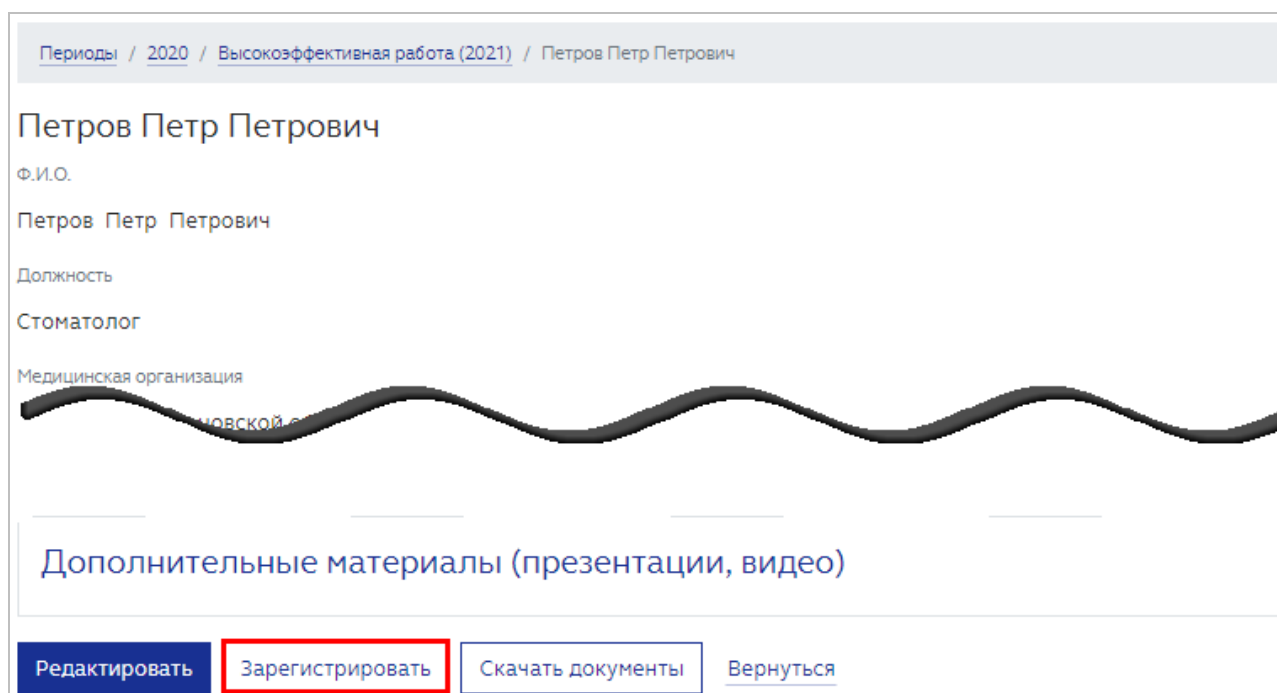 Периоды / 2020 / Высокоэффективная работа (2021) / Петров Петр Петрович
Петров Петр Петрович
Ф.И.О.
Петров Петр Петрович
Должность
Стоматолог
Медицинская организация
Дополнительные материалы (презентации, видео)
Редактировать Зарегистрировать Скачать документы Вернуться